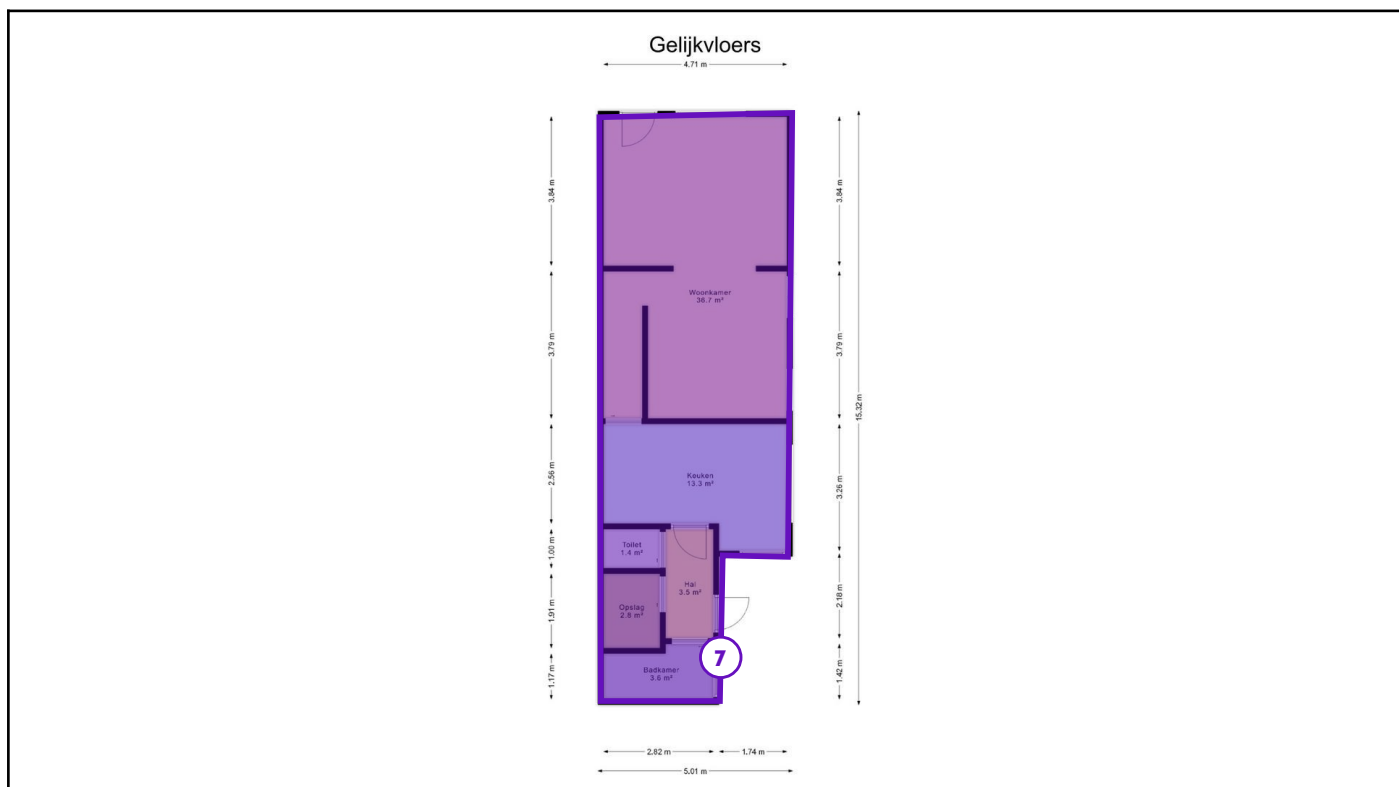 Gelijkvloers
4.71 m
3.84 m
3.84 m
15.32 m
Woonkamer
36.7 m²
3.79 m
3.79 m
Keuken
13.3 m²
2.56 m
3.26 m
Toilet
1.4 m²
1.00 m
Hal
3.5 m²
2.18 m
Opslag
2.8 m²
1.91 m
7
Badkamer
3.6 m²
1.17 m
1.42 m
2.82 m
1.74 m
5.01 m